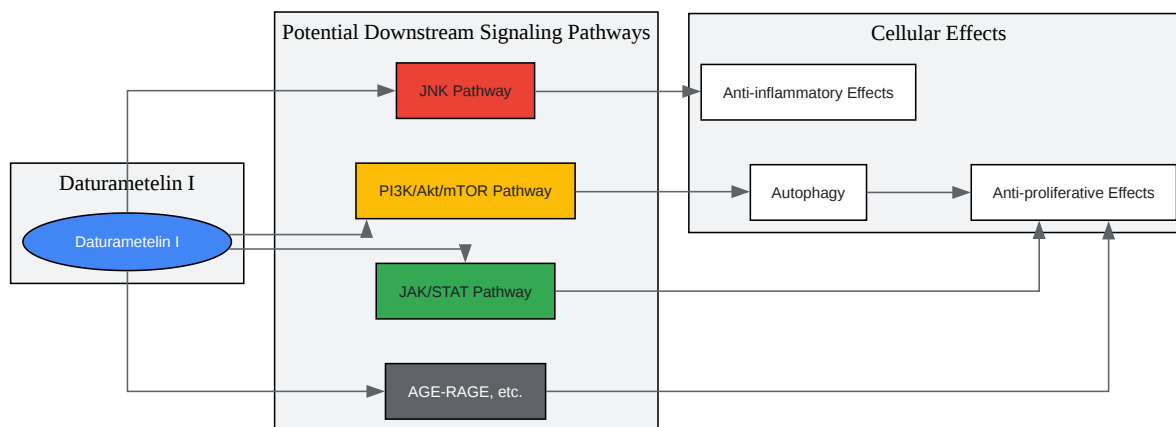 Potential Downstream Signaling Pathways
Cellular Effects
JNK Pathway
Anti-inflammatory Effects
Daturametelin I
PI3K/Akt/mTOR Pathway
Autophagy
Anti-proliferative Effects
Daturametelin I
JAK/STAT Pathway
AGE-RAGE, etc.